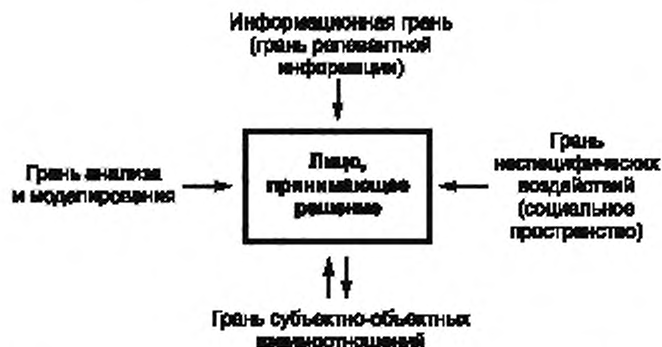 Информационная грань
(грань релевантной
информации)
Грань анализа
и моделирования
Лицо,
принимающее
решение
Грань
неспецифических
воздействий
(социальное
пространство)
Грань субъектно-объектных
взаимоотношений